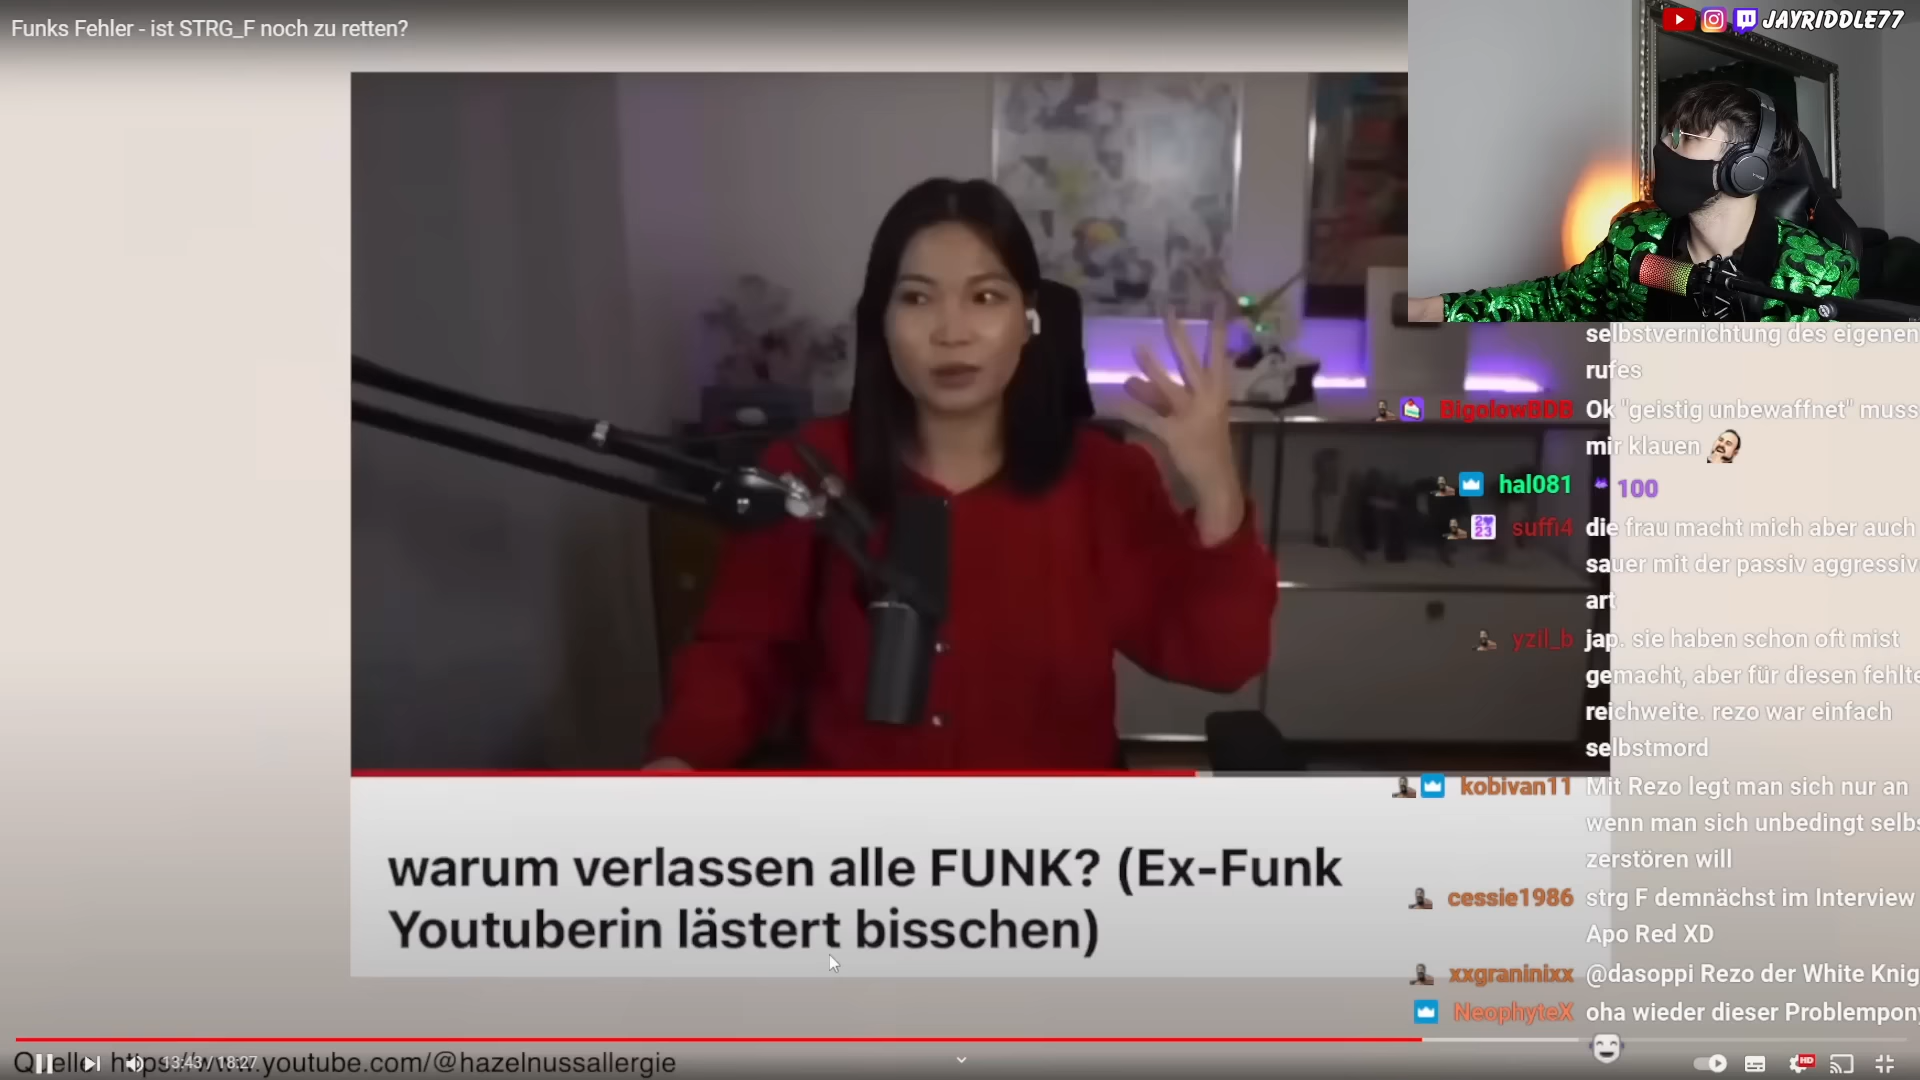 Funks Fehler - ist STRG_F noch zu retten?
JAYRIDDLE77
selbstvernichtung des eigenen
rufes
BigolowBDB Ok "geistig unbewaffnet" muss
mir klauen
hal081 100
suffi4 die frau macht mich aber auch
sauer mit der passiv aggressiv
art
yzil_b jap. sie haben schon oft mist
gemacht, aber für diesen fehlte
reichweite. rezo war einfach
selbstmord
kobivan11 Mit Rezo legt man sich nur an
wenn man sich unbedingt selbs
zerstören will
cessie1986 strg F demnächst im Interview
Apo Red XD
xxgraninixx @dasoppi Rezo der White Knig
NeophyteX oha wieder dieser Problempony
warum verlassen alle FUNK? (Ex-Funk
Youtuberin lästert bisschen)
Quelle: https://www.youtube.com/@hazelnussallergie
13:43 / 18:27
HD